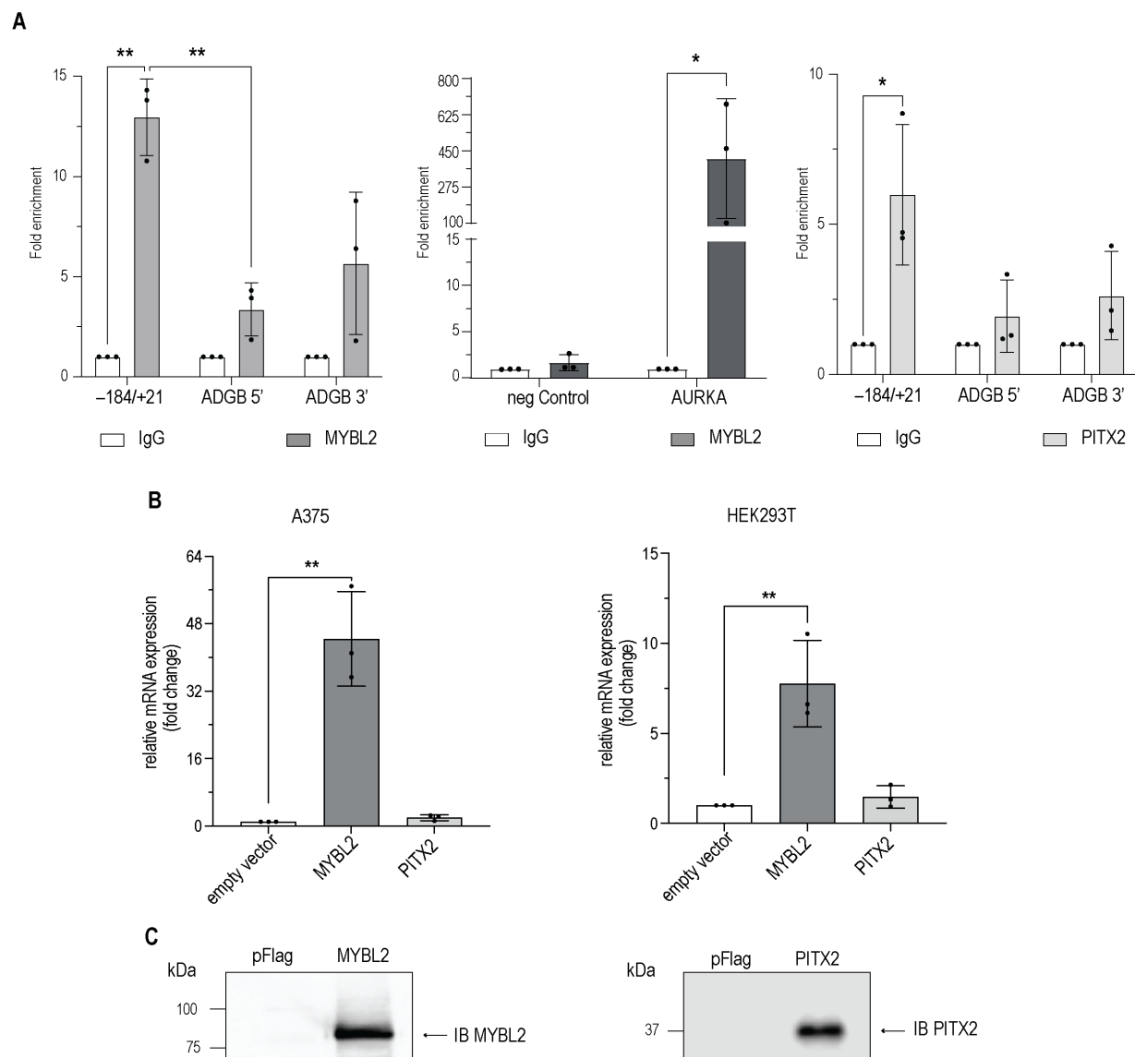 A
** **
15
10
5
0
Fold enrichment
–184/+21 ADGB 5' ADGB 3'
IgG MYBL2
*
800
625
450
275
100
15
10
5
0
Fold enrichment
neg Control AURKA
IgG MYBL2
*
10
5
0
Fold enrichment
–184/+21 ADGB 5' ADGB 3'
IgG PITX2
B
A375
**
64
48
32
16
0
relative mRNA expression
(fold change)
empty vector MYBL2 PITX2
HEK293T
**
15
10
5
0
relative mRNA expression
(fold change)
empty vector MYBL2 PITX2
C
kDa pFlag MYBL2
100
75
← IB MYBL2
kDa pFlag PITX2
37
← IB PITX2